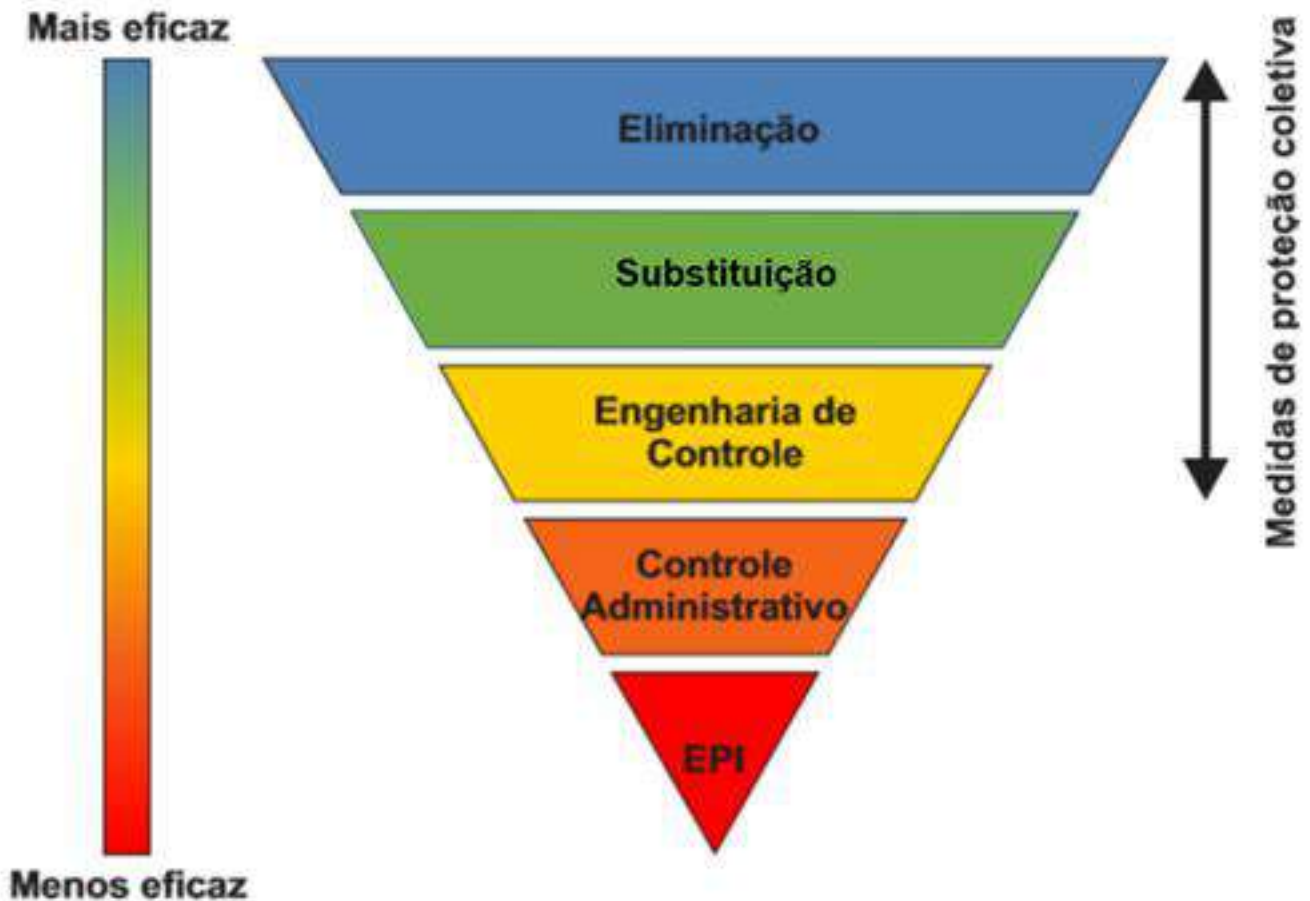 Mais eficaz
Eliminação
Substituição
Engenharia de
Controle
Controle
Administrativo
EPI
Menos eficaz
Medidas de proteção coletiva